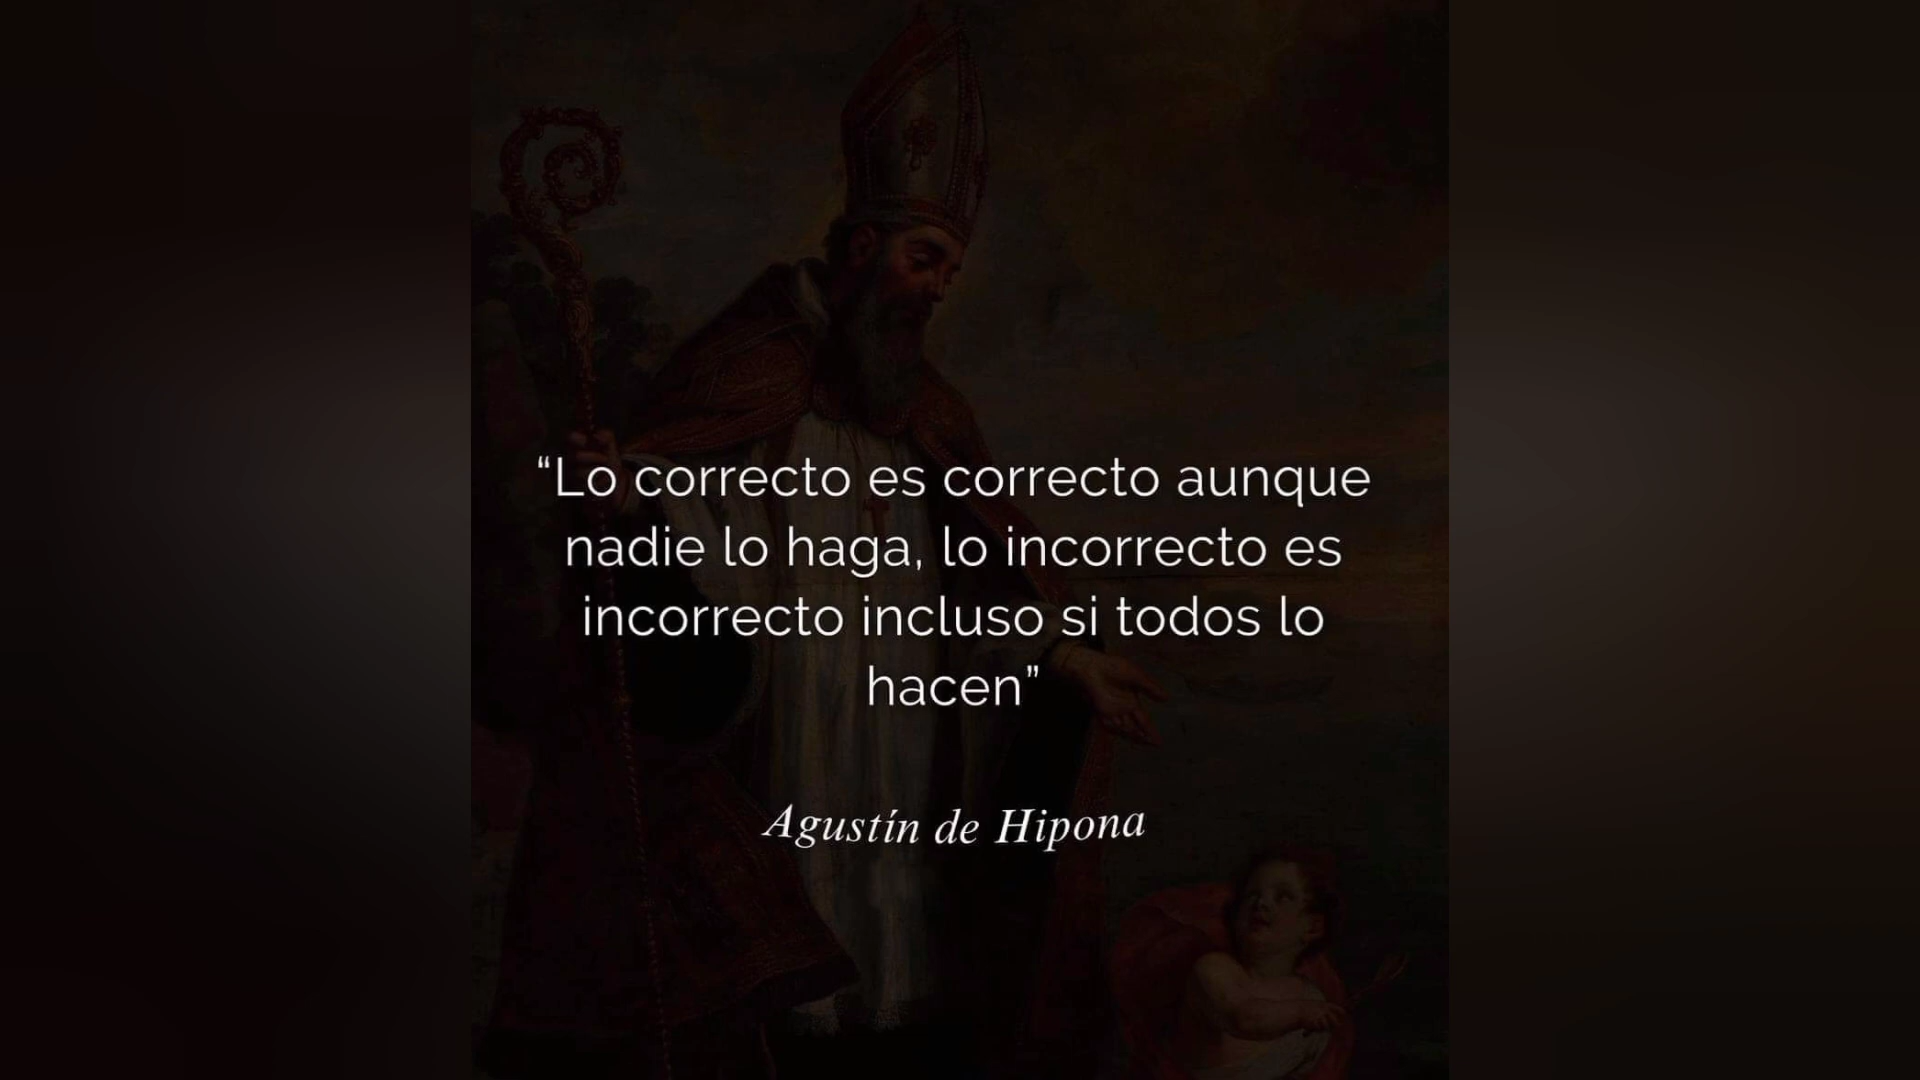 “Lo correcto es correcto aunque
nadie lo haga, lo incorrecto es
incorrecto incluso si todos lo
hacen”
Agustín de Hipona